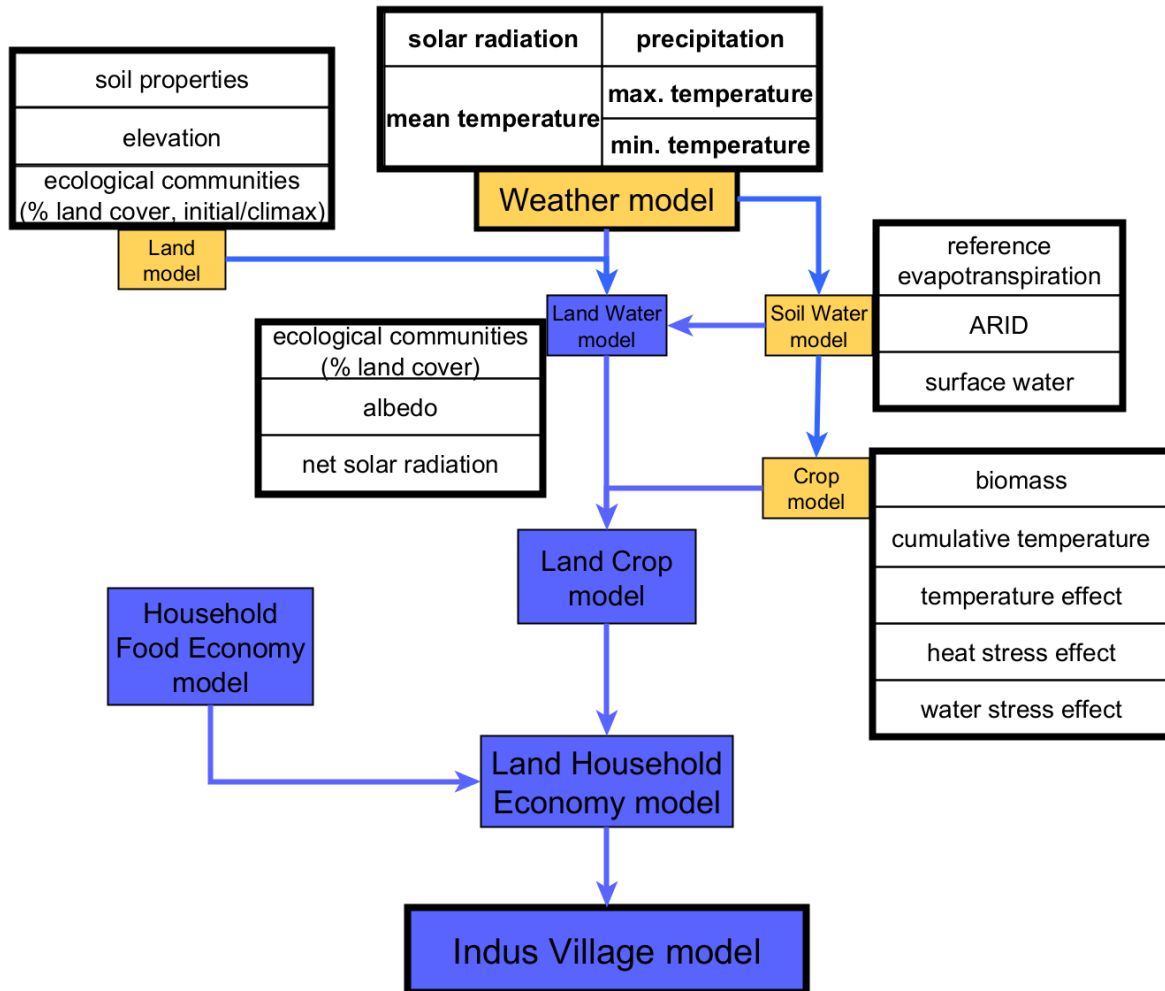 solar radiation
precipitation
mean temperature
max. temperature
min. temperature
Weather model
soil properties
elevation
ecological communities
(% land cover, initial/climax)
Land
model
reference
evapotranspiration
ARID
surface water
Land Water
model
Soil Water
model
ecological communities
(% land cover)
albedo
net solar radiation
Crop
model
biomass
cumulative temperature
temperature effect
heat stress effect
water stress effect
Land Crop
model
Household
Food Economy
model
Land Household
Economy model
Indus Village model